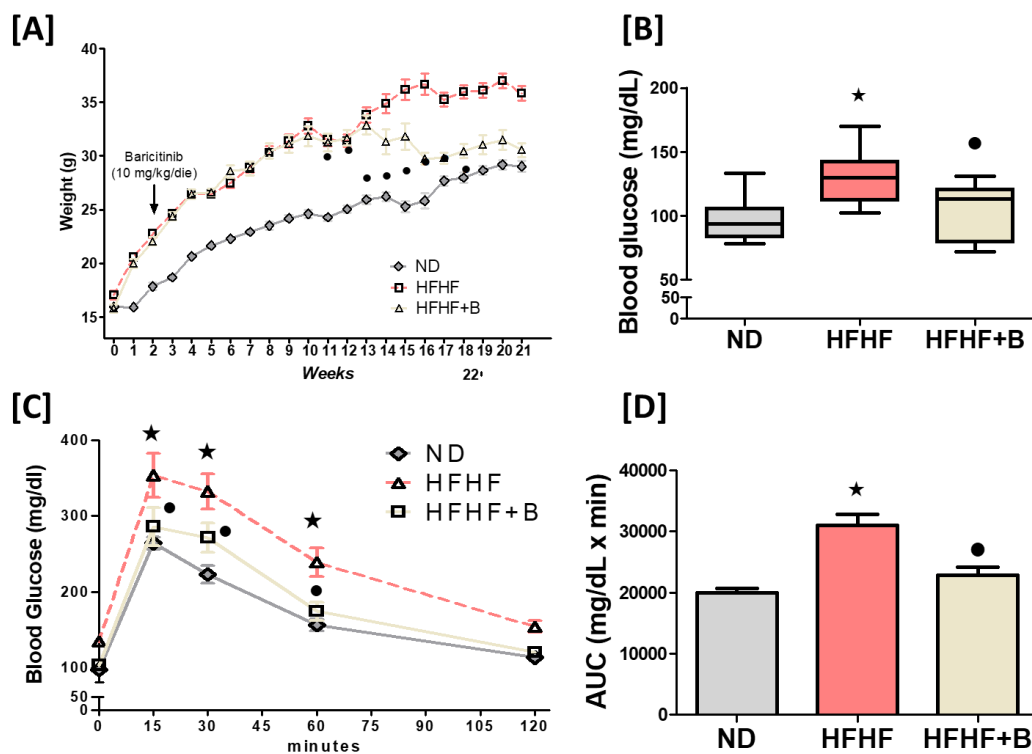 [A]
40
35
30
25
20
15
Weight (g)
Baricitinib
(10 mg/kg/die)
ND
HFHF
HFHF+B
0 1 2 3 4 5 6 7 8 9 10 11 12 13 14 15 16 17 18 19 20 21
Weeks
22
[B]
200
150
100
50
50
0
Blood glucose (mg/dL)
ND HFHF HFHF+B
[C]
400
300
200
100
50
0
Blood Glucose (mg/dl)
ND
HFHF
HFHF+B
0 15 30 45 60 75 90 105 120
minutes
[D]
40000
30000
20000
10000
0
AUC (mg/dL x min)
ND HFHF HFHF+B